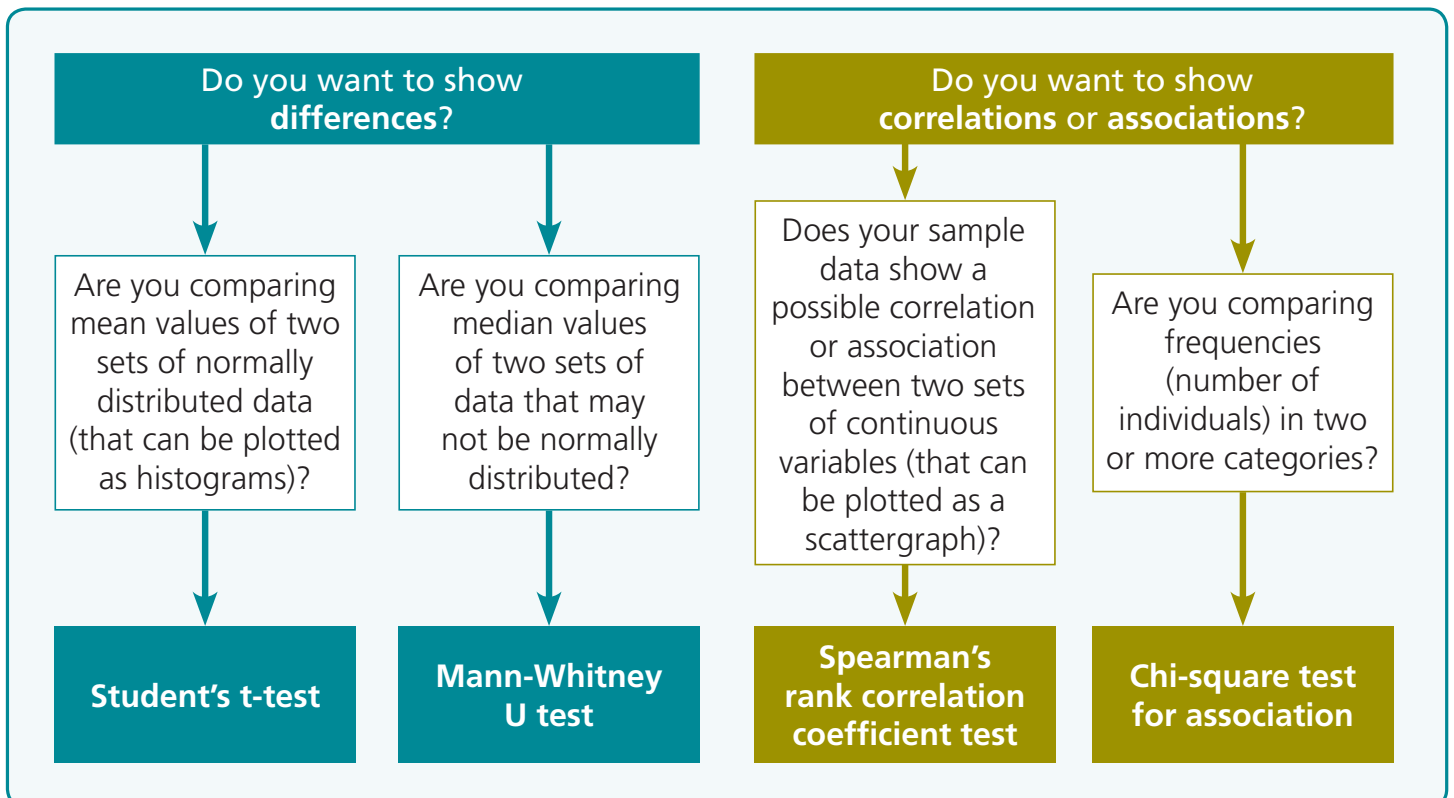 Do you want to show
differences?
Are you comparing
mean values of two
sets of normally
distributed data
(that can be plotted
as histograms)?
Student’s t-test
Are you comparing
median values
of two sets of
data that may
not be normally
distributed?
Mann-Whitney
U test
Do you want to show
correlations or associations?
Does your sample
data show a
possible correlation
or association
between two sets
of continuous
variables (that can
be plotted as a
scattergraph)?
Spearman’s
rank correlation
coefficient test
Are you comparing
frequencies
(number of
individuals) in two
or more categories?
Chi-square test
for association